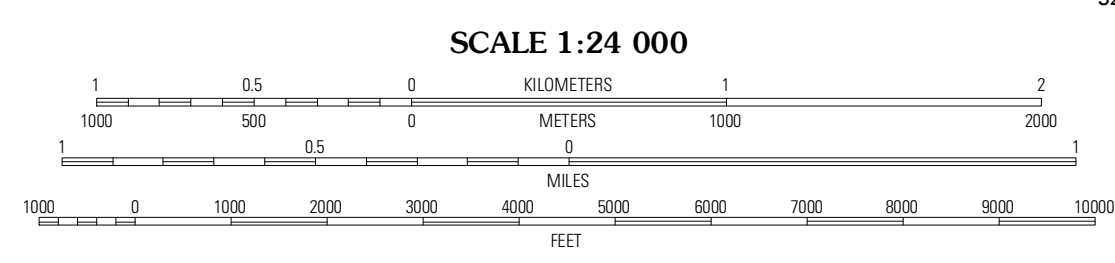 SCALE 1:24 000
1 0.5 0 KILOMETERS 1 2
1000 500 0 METERS 1000 2000
1 0.5 0 1
MILES
1000 0 1000 2000 3000 4000 5000 6000 7000 8000 9000 10000
FEET